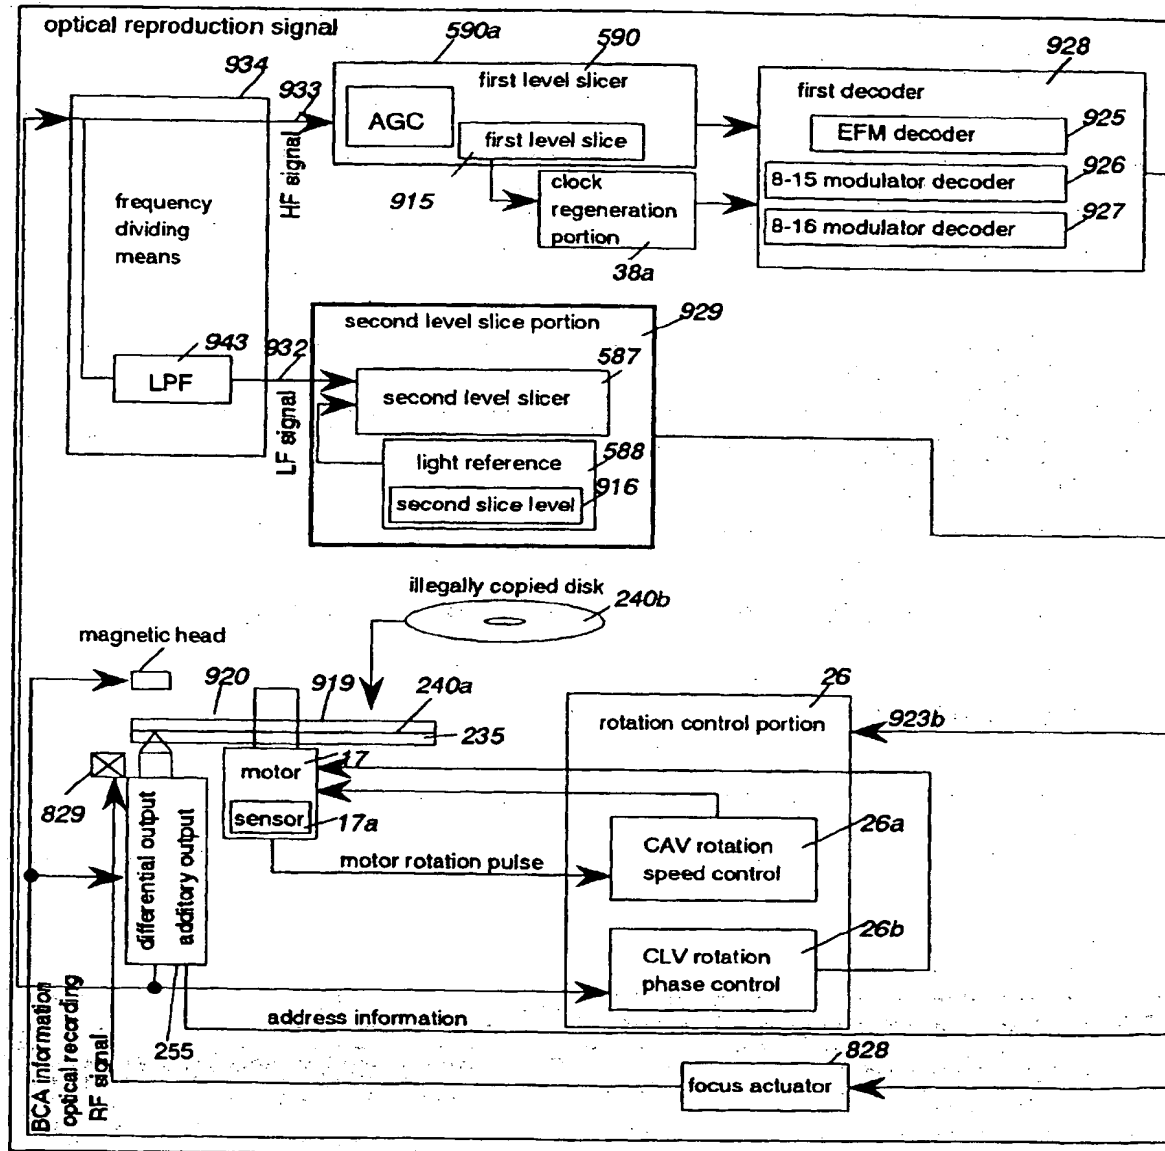 optical reproduction signal
934
933
HF signal
frequency
dividing
means
943
LPF
932
LF signal
590a
590
first level slicer
AGC
first level slice
915
clock
regeneration
portion
38a
928
first decoder
EFM decoder
925
8-15 modulator decoder
926
8-16 modulator decoder
927
second level slice portion
929
587
second level slicer
light reference
588
916
second slice level
illegally copied disk
240b
magnetic head
920
919
240a
235
829
motor
17
sensor
17a
motor rotation pulse
differential output
additory output
255
address information
BCA information
optical recording
RF signal
26
rotation control portion
923b
26a
CAV rotation
speed control
26b
CLV rotation
phase control
828
focus actuator